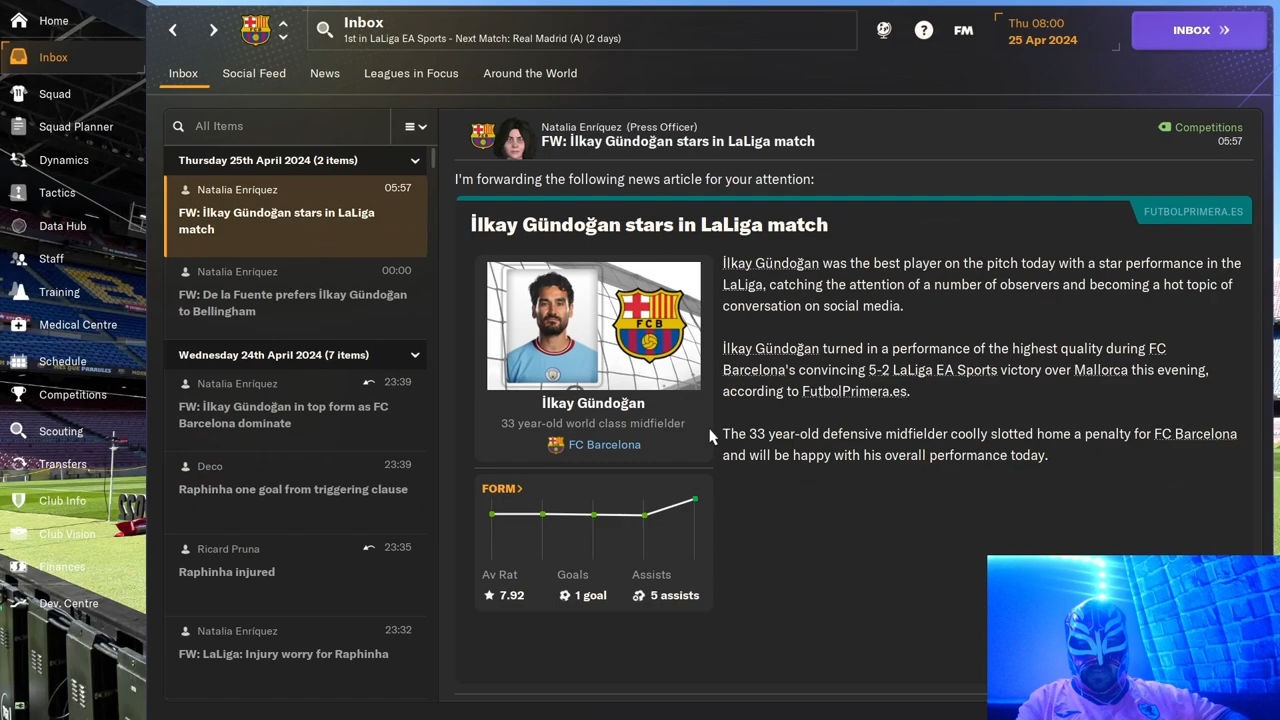 Home
Inbox
Squad
Squad Planner
Dynamics
Tactics
Data Hub
Staff
Training
Medical Centre
Schedule
Competitions
Scouting
Transfers
Club Info
Club Vision
Finances
Dev. Centre
Inbox
1st in LaLiga EA Sports - Next Match: Real Madrid (A) (2 days)
FM
Thu 08:00
25 Apr 2024
INBOX
Inbox
Social Feed
News
Leagues in Focus
Around the World
All Items
Thursday 25th April 2024 (2 items)
Natalia Enríquez
05:57
FW: İlkay Gündoğan stars in LaLiga
match
Natalia Enríquez
00:00
FW: De la Fuente prefers İlkay Gündoğan
to Bellingham
Wednesday 24th April 2024 (7 items)
Natalia Enríquez
23:39
FW: İlkay Gündoğan in top form as FC
Barcelona dominate
Deco
23:39
Raphinha one goal from triggering clause
Ricard Pruna
23:35
Raphinha injured
Natalia Enríquez
23:32
FW: LaLiga: Injury worry for Raphinha
Natalia Enríquez (Press Officer)
FW: İlkay Gündoğan stars in LaLiga match
Competitions
05:57
I'm forwarding the following news article for your attention:
FUTBOLPRIMERA.ES
İlkay Gündoğan stars in LaLiga match
FCB
İlkay Gündoğan
33 year-old world class midfielder
FC Barcelona
FORM>
Av Rat
Goals
Assists
7.92
1 goal
5 assists
İlkay Gündoğan was the best player on the pitch today with a star performance in the
LaLiga, catching the attention of a number of observers and becoming a hot topic of
conversation on social media.
İlkay Gündoğan turned in a performance of the highest quality during FC
Barcelona's convincing 5-2 LaLiga EA Sports victory over Mallorca this evening,
according to FutbolPrimera.es.
The 33 year-old defensive midfielder coolly slotted home a penalty for FC Barcelona
and will be happy with his overall performance today.